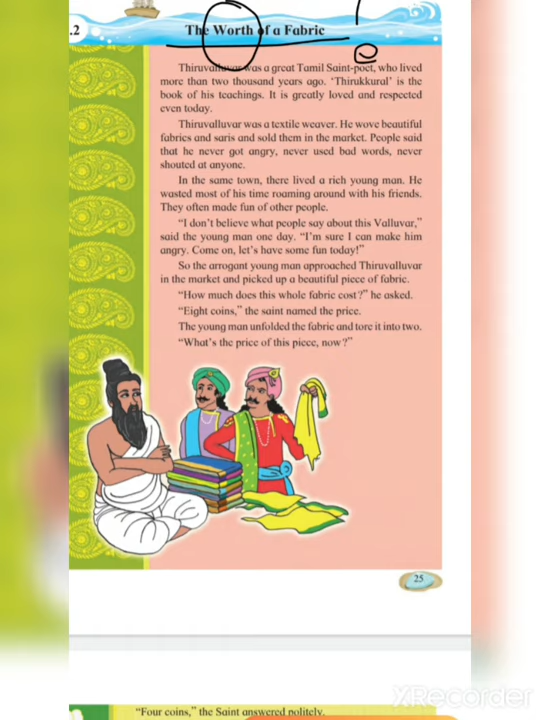 .2
The Worth of a Fabric
Thiruvalluvar was a great Tamil Saint-poet, who lived
more than two thousand years ago. ‘Thirukkural’ is the
book of his teachings. It is greatly loved and respected
even today.
Thiruvalluvar was a textile weaver. He wove beautiful
fabrics and saris and sold them in the market. People said
that he never got angry, never used bad words, never
shouted at anyone.
In the same town, there lived a rich young man. He
wasted most of his time roaming around with his friends.
They often made fun of other people.
“I don’t believe what people say about this Valluvar,”
said the young man one day. “I’m sure I can make him
angry. Come on, let’s have some fun today!”
So the arrogant young man approached Thiruvalluvar
in the market and picked up a beautiful piece of fabric.
“How much does this whole fabric cost?” he asked.
“Eight coins,” the saint named the price.
The young man unfolded the fabric and tore it into two.
“What’s the price of this piece, now?”
25
“Four coins,” the Saint answered politely.
XRecorder